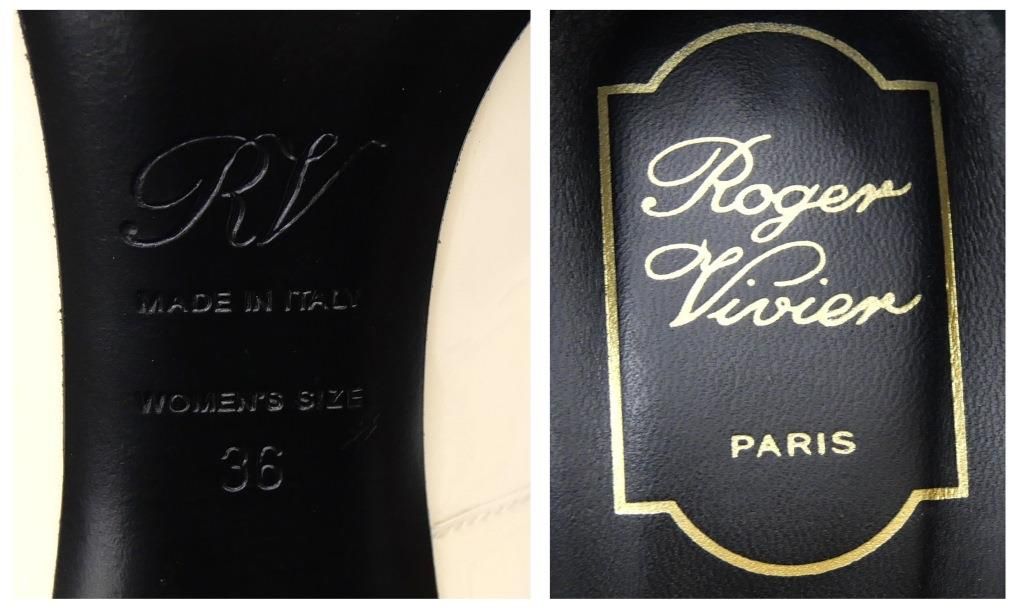 RV
MADE IN ITALY
WOMEN'S SIZE
36
Roger
Vivier
PARIS